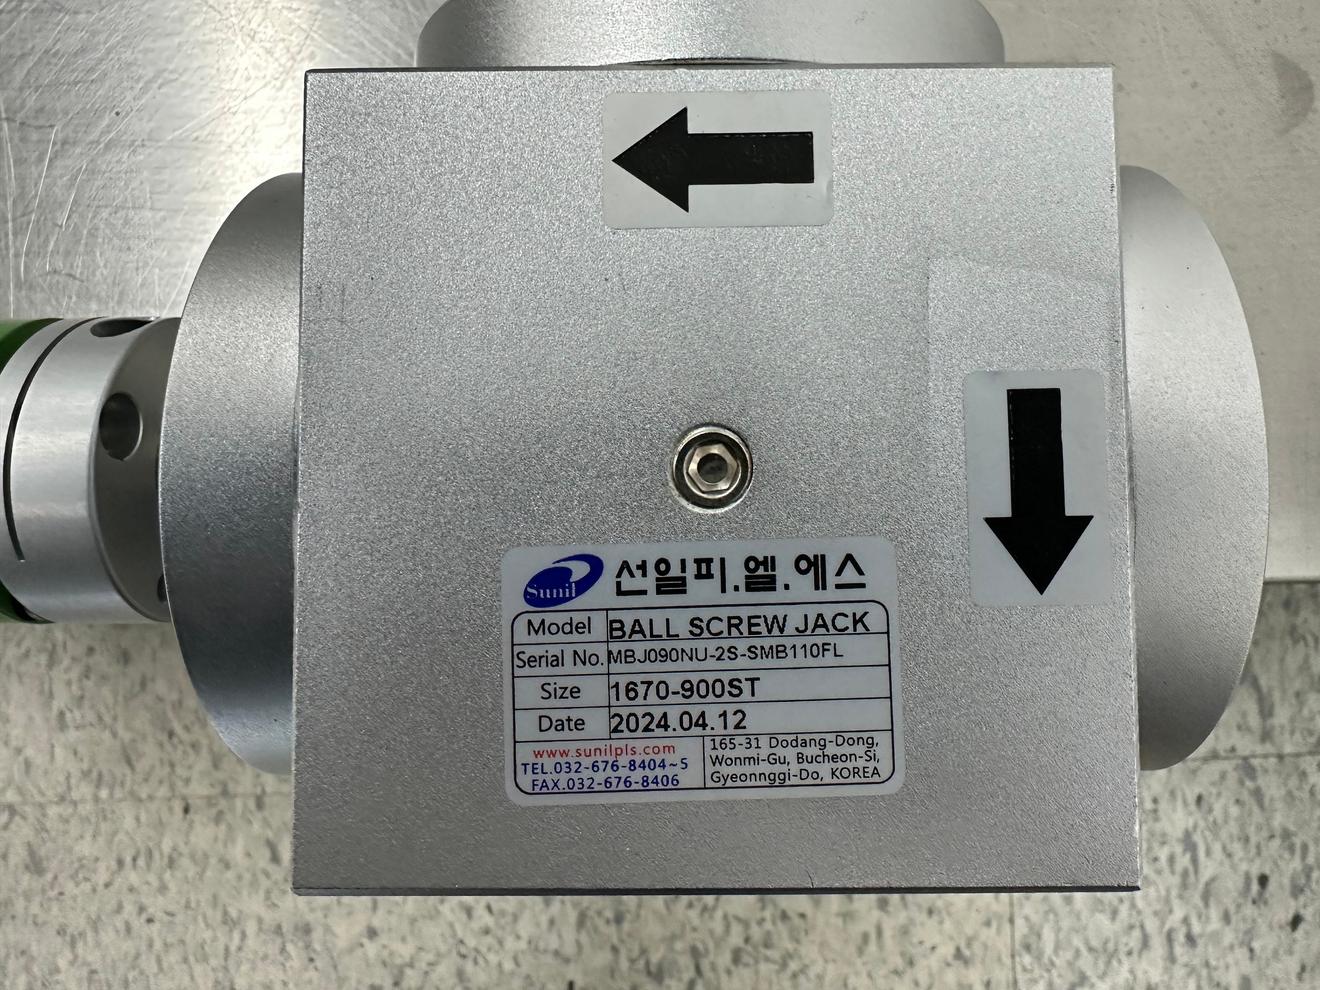 Sunil 선일피.엘.에스
Model BALL SCREW JACK
Serial No. MBJ090NU-2S-SMB110FL
Size 1670-900ST
Date 2024.04.12
www.sunilpls.com
TEL.032-676-8404~5
FAX.032-676-8406
165-31 Dodang-Dong,
Wonmi-Gu, Bucheon-Si,
Gyeonnggi-Do, KOREA